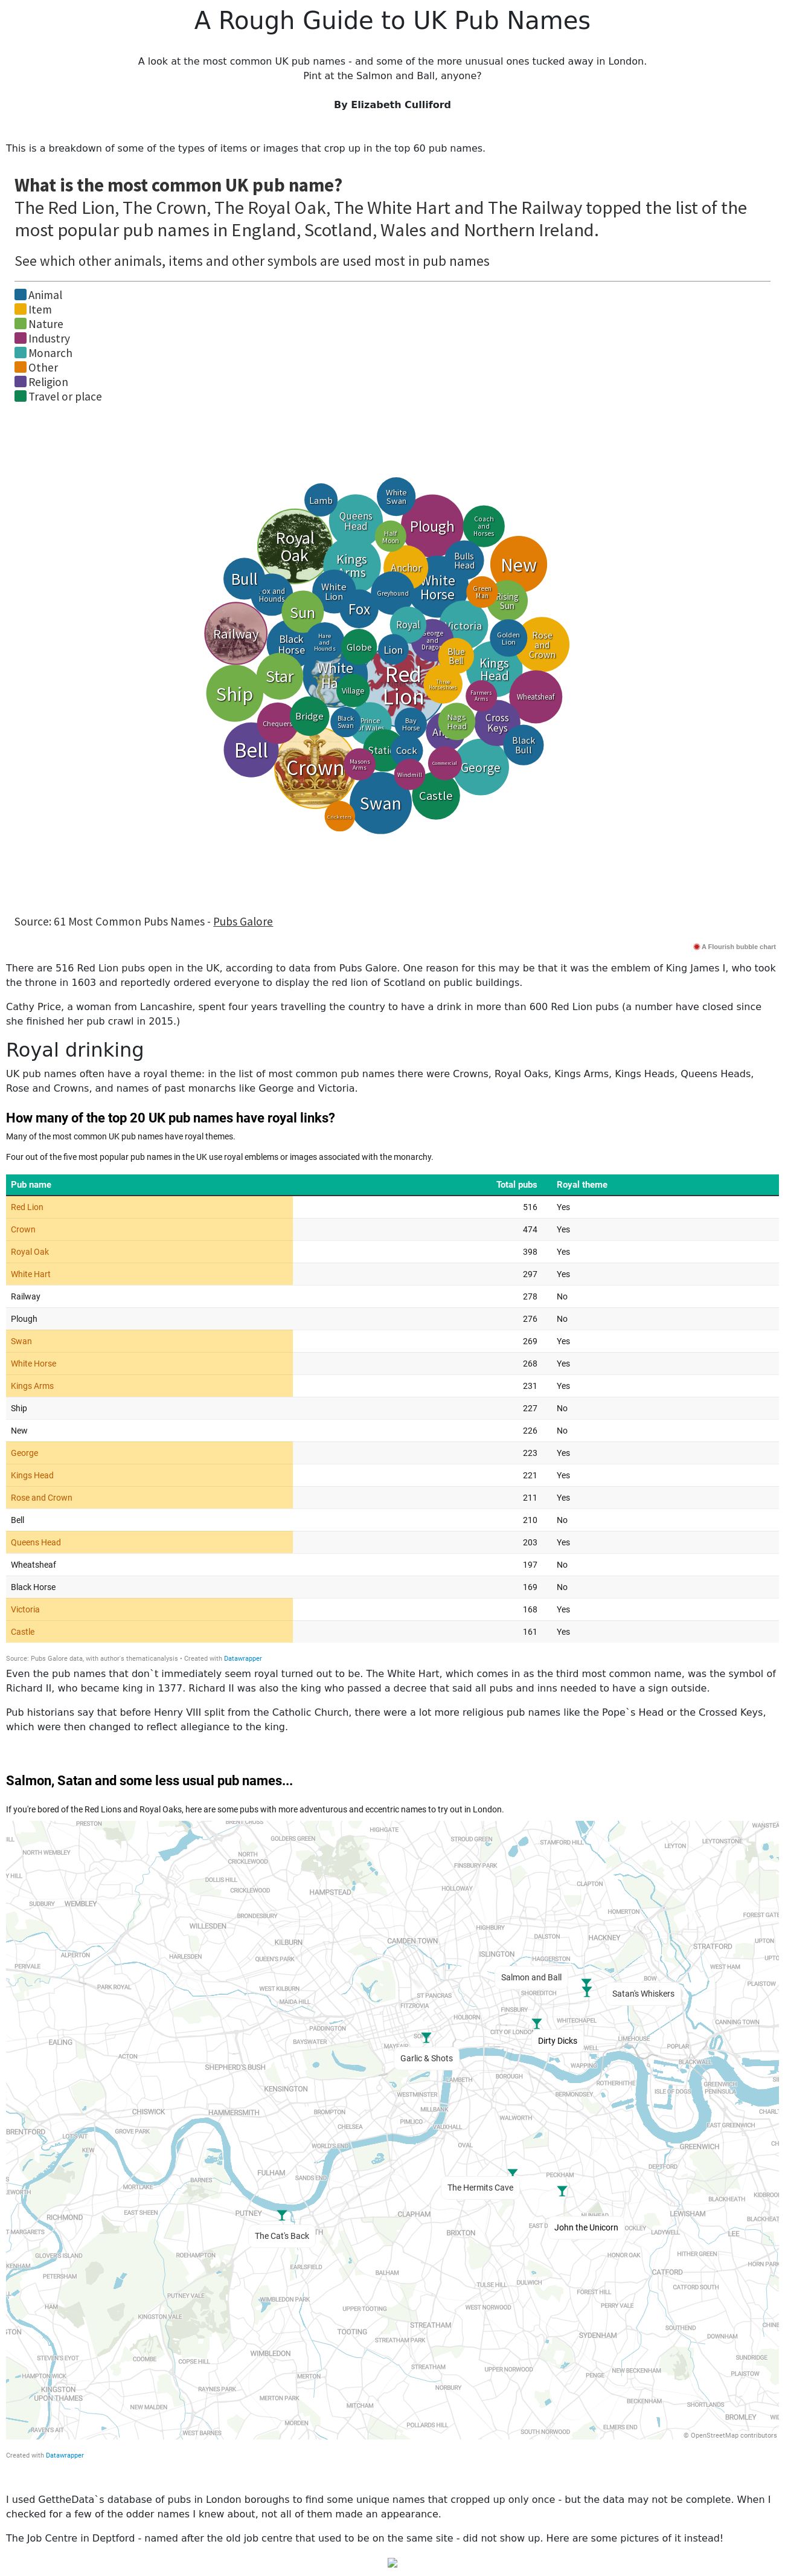 A Rough Guide to UK Pub Names
A look at the most common UK pub names - and some of the more unusual ones tucked away in London.
Pint at the Salmon and Ball, anyone?
By Elizabeth Culliford
This is a breakdown of some of the types of items or images that crop up in the top 60 pub names.
What is the most common UK pub name?
The Red Lion, The Crown, The Royal Oak, The White Hart and The Railway topped the list of the
most popular pub names in England, Scotland, Wales and Northern Ireland.
See which other animals, items and other symbols are used most in pub names
Animal
Item
Nature
Industry
Monarch
Other
Religion
Travel or place
Lamb
White
Swan
Queens
Head
Plough
Coach
and
Horses
Half
Moon
Royal
Oak
Kings
Arms
Anchor
Bulls
Head
New
Bull
Fox and
Hounds
White
Lion
Greyhound
White
Horse
Green
Man
Rising
Sun
Sun
Fox
Royal
Victoria
Railway
Black
Horse
Hare
and
Hounds
Globe
Lion
George
and
Dragon
Blue
Bell
Golden
Lion
Rose
and
Crown
Star
White
Ha
Village
Red
Lion
Three
Horseshoes
Kings
Head
Farmers
Arms
Wheatsheaf
Ship
Chequers
Bridge
Black
Swan
Prince
of Wales
Bay
Horse
Nags
Head
Cross
Keys
Bell
Stati
Cock
Black
Bull
Crown
Masons
Arms
Windmill
Commercial
George
Cricketers
Swan
Castle
Source: 61 Most Common Pubs Names - Pubs Galore
A Flourish bubble chart
There are 516 Red Lion pubs open in the UK, according to data from Pubs Galore. One reason for this may be that it was the emblem of King James I, who took
the throne in 1603 and reportedly ordered everyone to display the red lion of Scotland on public buildings.
Cathy Price, a woman from Lancashire, spent four years travelling the country to have a drink in more than 600 Red Lion pubs (a number have closed since
she finished her pub crawl in 2015.)
Royal drinking
UK pub names often have a royal theme: in the list of most common pub names there were Crowns, Royal Oaks, Kings Arms, Kings Heads, Queens Heads,
Rose and Crowns, and names of past monarchs like George and Victoria.
How many of the top 20 UK pub names have royal links?
Many of the most common UK pub names have royal themes.
Four out of the five most popular pub names in the UK use royal emblems or images associated with the monarchy.
Pub name Total pubs Royal theme
Red Lion 516 Yes
Crown 474 Yes
Royal Oak 398 Yes
White Hart 297 Yes
Railway 278 No
Plough 276 No
Swan 269 Yes
White Horse 268 Yes
Kings Arms 231 Yes
Ship 227 No
New 226 No
George 223 Yes
Kings Head 221 Yes
Rose and Crown 211 Yes
Bell 210 No
Queens Head 203 Yes
Wheatsheaf 197 No
Black Horse 169 No
Victoria 168 Yes
Castle 161 Yes
Source: Pubs Galore data, with author's thematicanalysis • Created with Datawrapper
Even the pub names that don`t immediately seem royal turned out to be. The White Hart, which comes in as the third most common name, was the symbol of
Richard II, who became king in 1377. Richard II was also the king who passed a decree that said all pubs and inns needed to have a sign outside.
Pub historians say that before Henry VIII split from the Catholic Church, there were a lot more religious pub names like the Pope`s Head or the Crossed Keys,
which were then changed to reflect allegiance to the king.
Salmon, Satan and some less usual pub names...
If you're bored of the Red Lions and Royal Oaks, here are some pubs with more adventurous and eccentric names to try out in London.
PRESTON
HIGHGATE
GOLDERS GREEN
STROUD GREEN
STAMFORD HILL
LEYTON
LEYTONSTONE
NORTH WEMBLEY
NORTH
CRICKLEWOOD
FINSBURY PARK
DOLLIS HILL
CRICKLEWOOD
HAMPSTEAD
HOLLOWAY
CLAPTON
SUDBURY
WEMBLEY
HOMERTON
BRONDESBURY
WILLESDEN
HIGHBURY
KILBURN
CAMDEN TOWN
DALSTON
HACKNEY
STRATFORD
ALPERTON
HARLESDEN
QUEEN'S PARK
ISLINGTON
HAGGERSTON
UPTON
PERIVALE
WEST HAM
Salmon and Ball
BOW
PLAISTOW
PARK ROYAL
WEST KILBURN
MAIDA HILL
ST PANCRAS
SHOREDITCH
Satan's Whiskers
FITZROVIA
FINSBURY
HOLBORN
WHITECHAPEL
CANNING TOWN
PADDINGTON
CITY OF LONDON
LIMEHOUSE
EALING
BAYSWATER
Dirty Dicks
POPLAR
ACTON
Garlic & Shots
WAPPING
BLACKWALL
SHEPHERD'S BUSH
LAMBETH
BOROUGH
ROTHERHITHE
KENSINGTON
WESTMINSTER
BERMONDSEY
ISLE OF DOGS
GREENWICH
PENINSULA
CHISWICK
HAMMERSMITH
BROMPTON
MILLBANK
PIMLICO
WALWORTH
CHELSEA
VAUXHALL
EAST GREENWICH
BRENTFORD
GROVE PARK
WORLD'S END
OVAL
GREENWICH
KEW
DEPTFORD
FULHAM
SANDS END
PECKHAM
BARNES
MORTLAKE
The Hermits Cave
BLACKHEATH
RICHMOND
EAST SHEEN
PUTNEY
CLAPHAM
LEWISHAM
The Cat's Back
BRIXTON
John the Unicorn
LADYWELL
LEE
ROEHAMPTON
HONOR OAK
HITHER GREEN
PETERSHAM
EARLSFIELD
BALHAM
CATFORD
TULSE HILL
DULWICH
CATFORD SOUTH
PUTNEY VALE
WIMBLEDON PARK
FOREST HILL
HAM
UPPER TOOTING
WEST NORWOOD
PERRY VALE
KINGSTON VALE
STREATHAM
SOUTHEND
TOOTING
STREATHAM PARK
SYDENHAM
DOWNHAM
WIMBLEDON
COOMBE
COPSE HILL
STREATHAM
UPPER NORWOOD
NEW BECKENHAM
PENGE
PLAISTOW
MERTON
KINGSTON
UPON THAMES
RAYNES PARK
NORBURY
MERTON PARK
BECKENHAM
SHORTLANDS
NEW MALDEN
MITCHAM
BROMLEY
MORDEN
POLLARDS HILL
ELMERS END
WEST BARNES
SOUTH NORWOOD
© OpenStreetMap contributors
Created with Datawrapper
I used GettheData`s database of pubs in London boroughs to find some unique names that cropped up only once - but the data may not be complete. When I
checked for a few of the odder names I knew about, not all of them made an appearance.
The Job Centre in Deptford - named after the old job centre that used to be on the same site - did not show up. Here are some pictures of it instead!